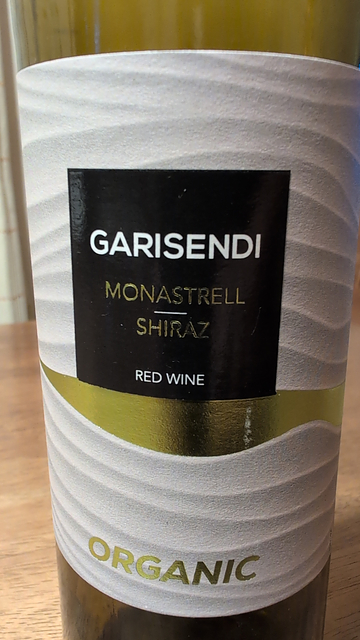 GARISENDI
MONASTRELL
SHIRAZ
RED WINE
ORGANIC